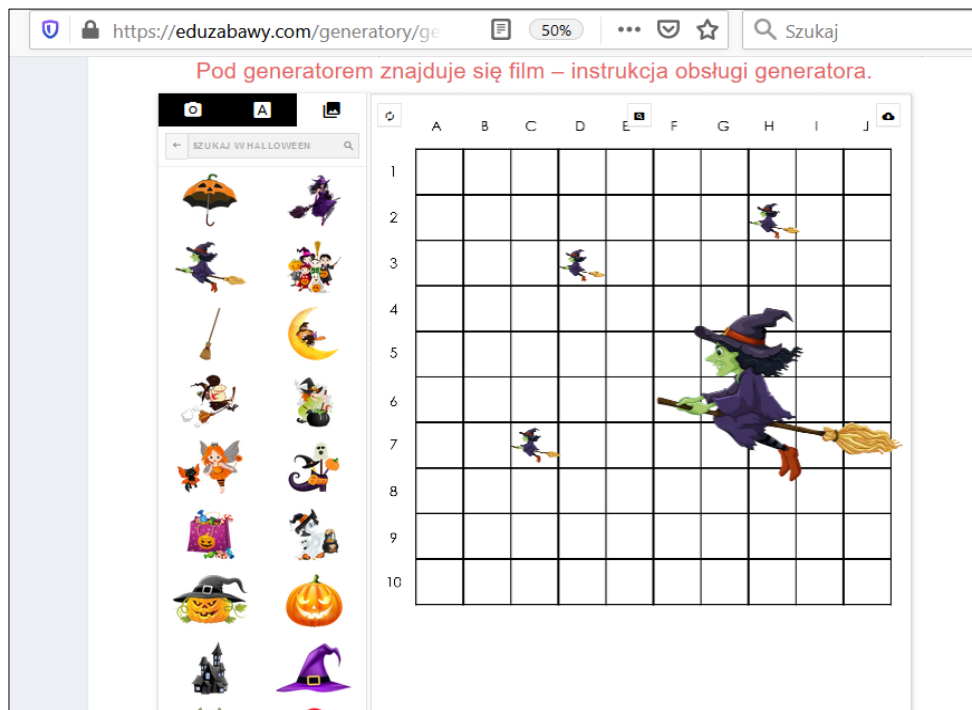 https://eduzabawy.com/generatory/ge
50%
Szukaj
Pod generatorem znajduje się film – instrukcja obsługi generatora.
A
SZUKAJ W HALLOWEEN
A B C D E F G H I J
1
2
3
4
5
6
7
8
9
10